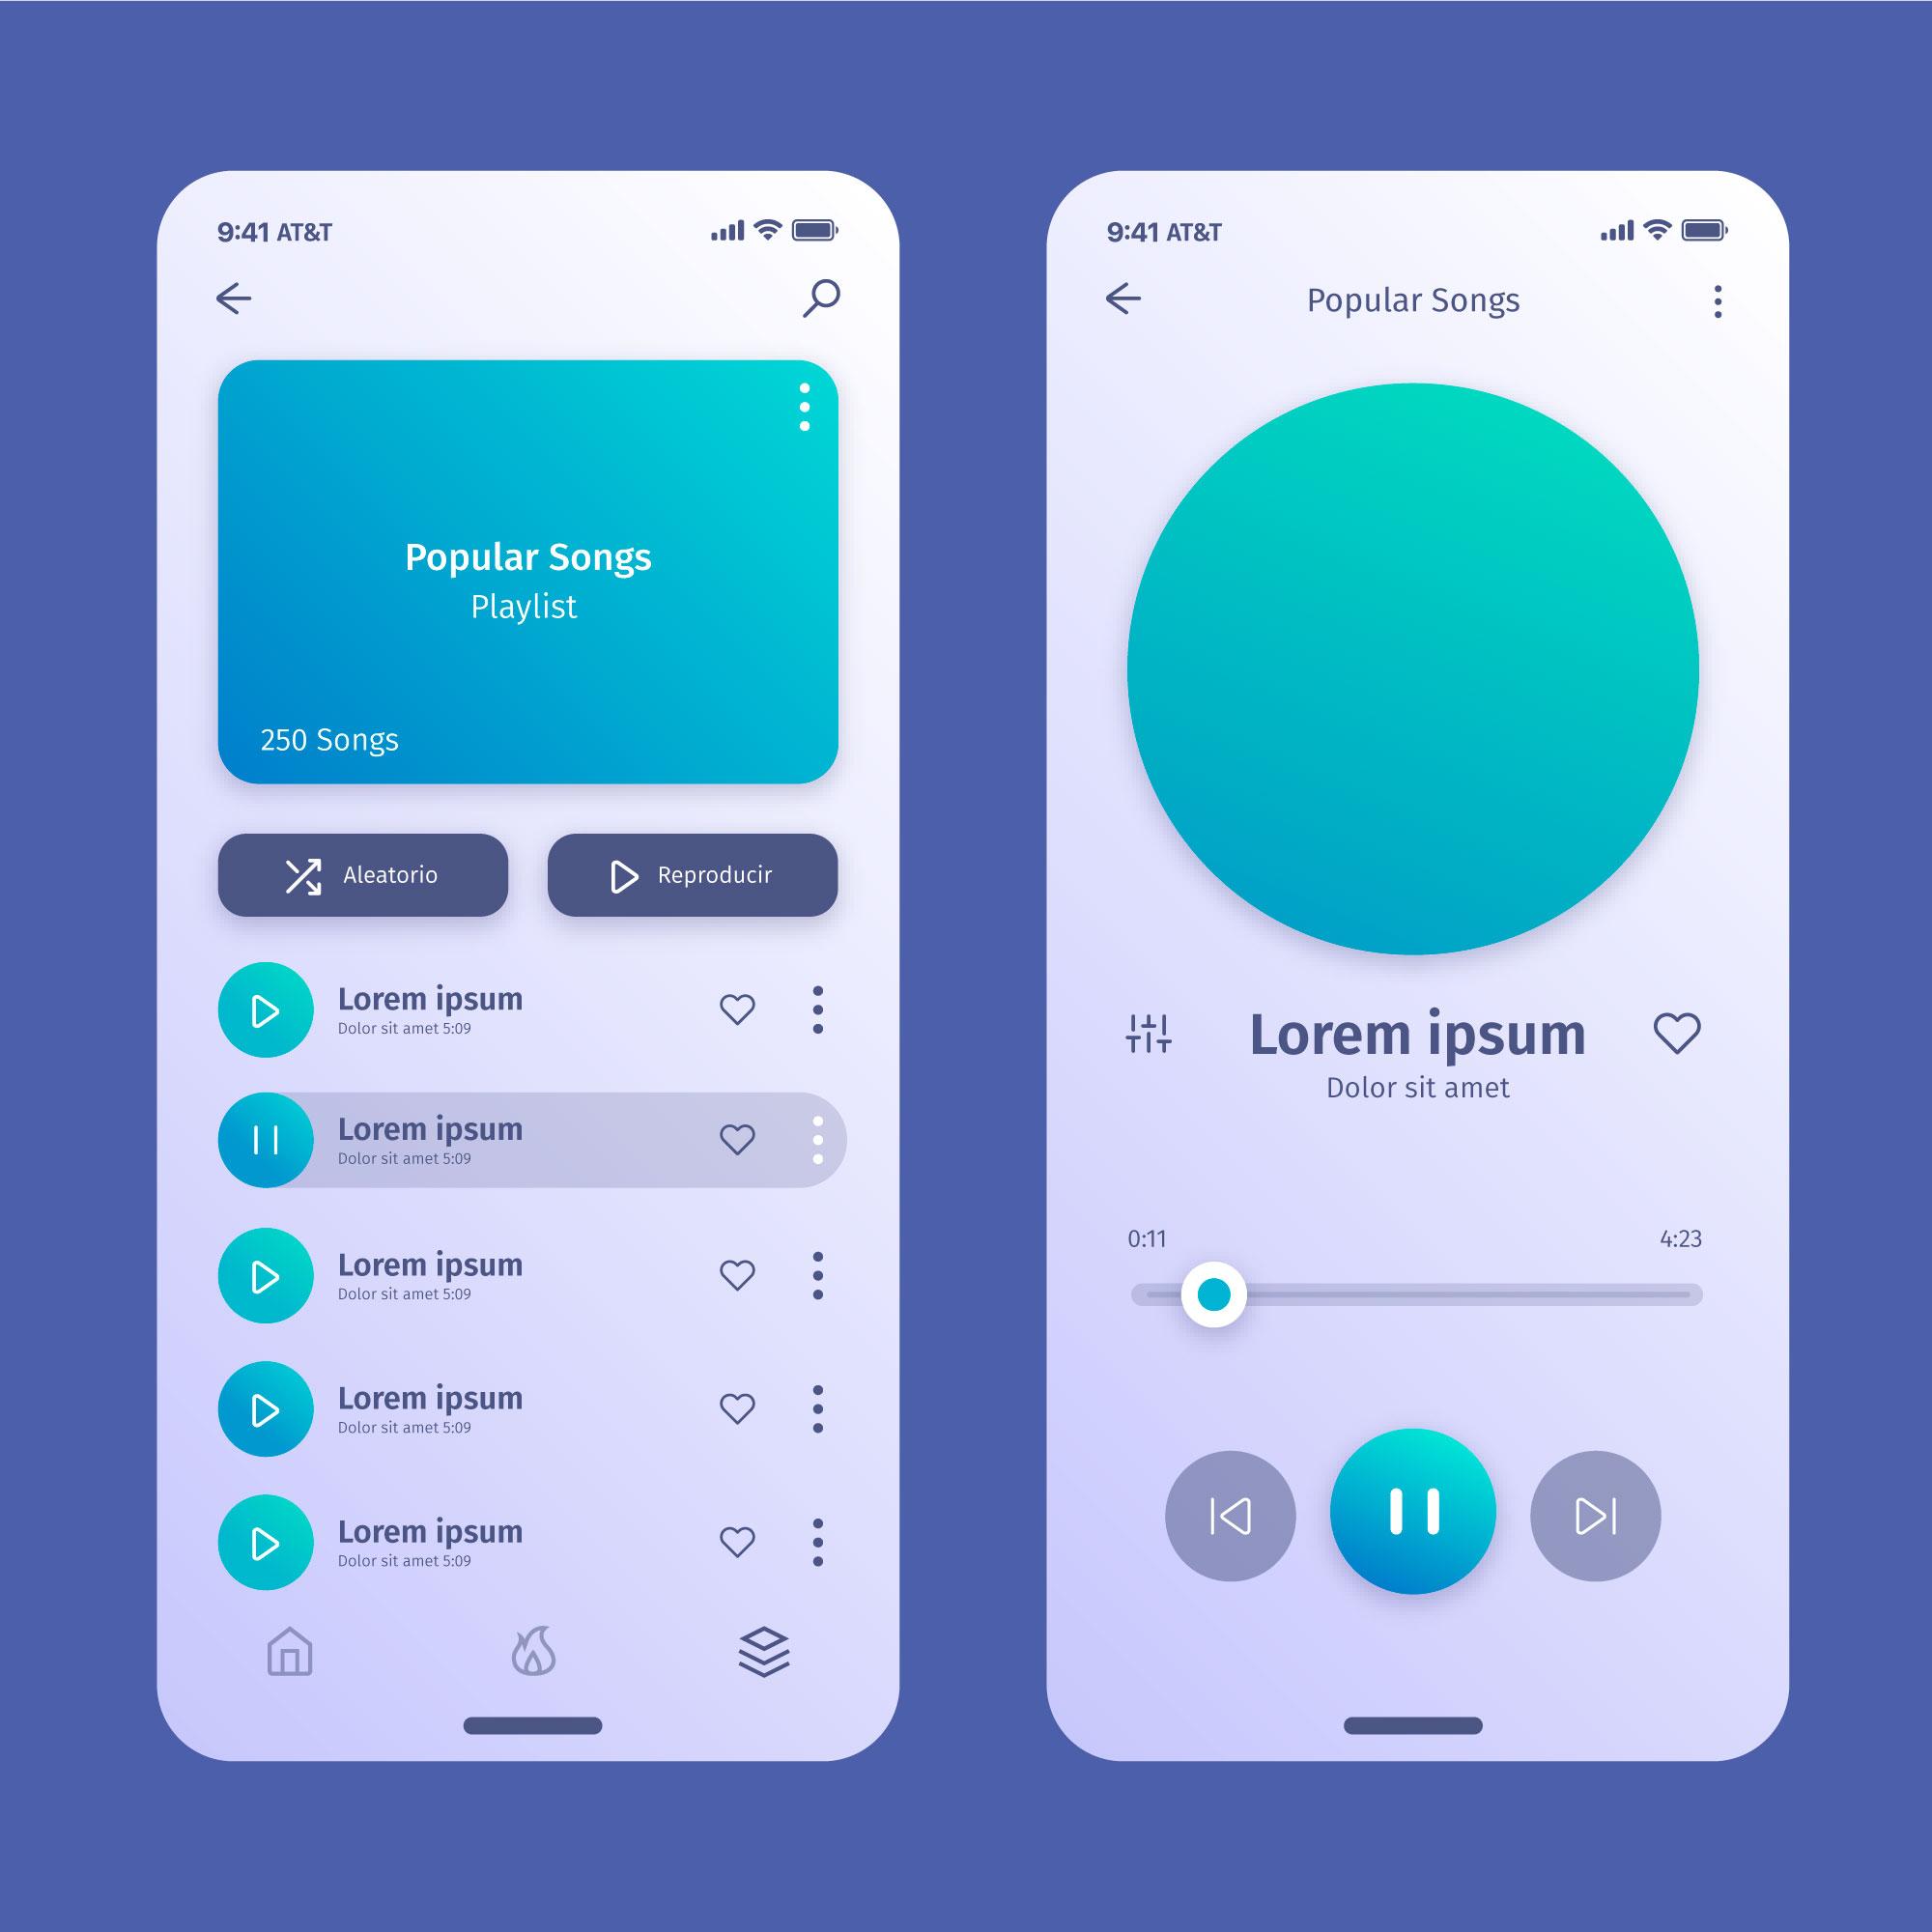 9:41 AT&T
Popular Songs
Playlist
250 Songs
Aleatorio
Reproducir
Lorem ipsum
Dolor sit amet 5:09
Lorem ipsum
Dolor sit amet 5:09
Lorem ipsum
Dolor sit amet 5:09
Lorem ipsum
Dolor sit amet 5:09
Lorem ipsum
Dolor sit amet 5:09
9:41 AT&T
Popular Songs
Lorem ipsum
Dolor sit amet
0:11
4:23